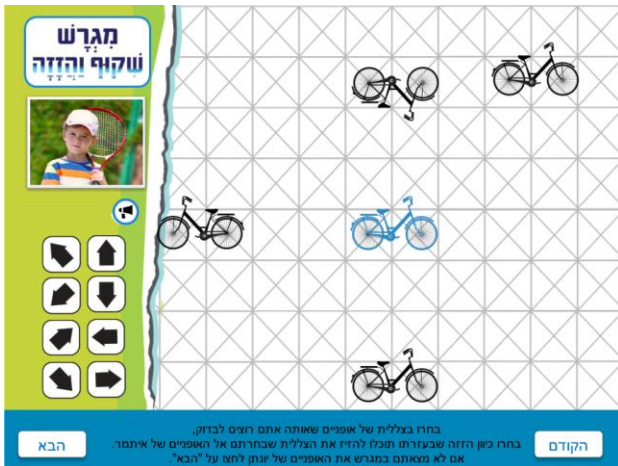 מִגְרַשׁ
שִׁקּוּף וַהֲזָזָה
בחרו בצללית של אופניים שאותה אתם רוצים לבדוק,
בחרו כיוון הזזה שבעזרתו תוכלו להזיז את הצללית שבחרתם אל האופניים של איתמר.
אם לא מצאתם במגרש את האופניים של יונתן לחצו על "הבא".
הקודם
הבא